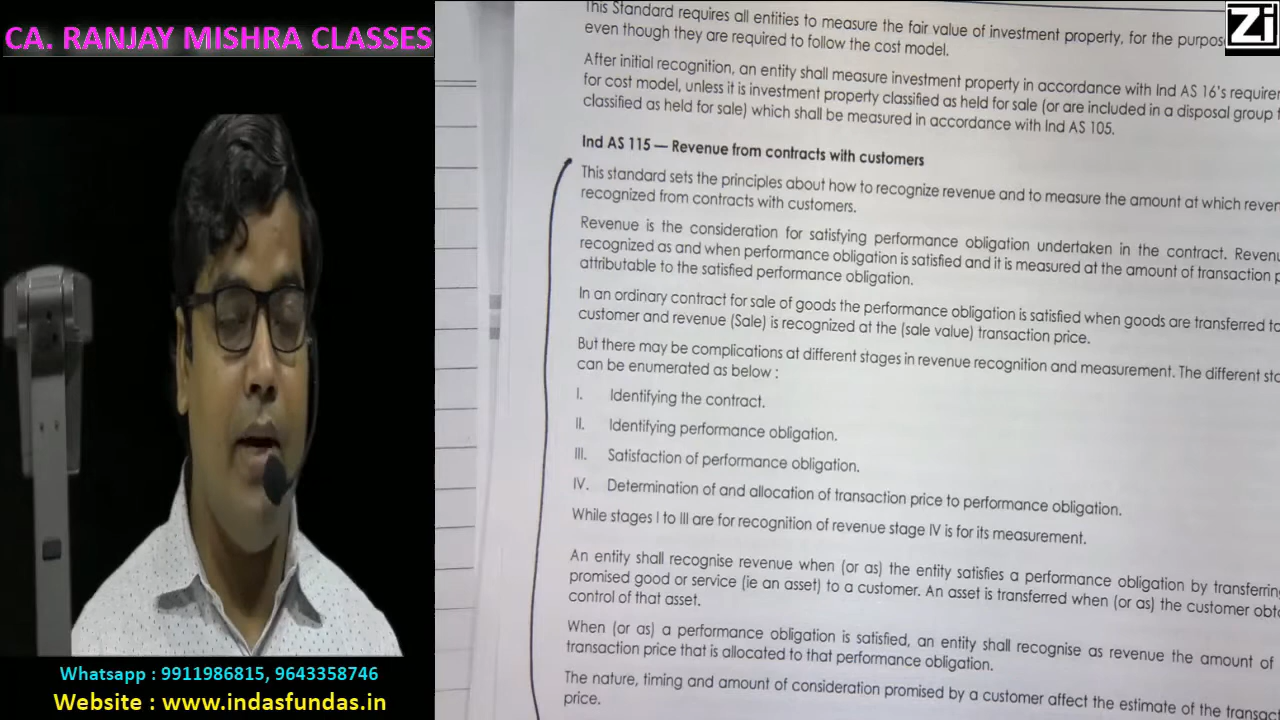 CA. RANJAY MISHRA CLASSES
Whatsapp : 9911986815, 9643358746
Website : www.indasfundas.in
Zi
This Standard requires all entities to measure the fair value of investment property, for the purpos
even though they are required to follow the cost model.
After initial recognition, an entity shall measure investment property in accordance with Ind AS 16's requirem
for cost model, unless it is investment property classified as held for sale (or are included in a disposal group
classified as held for sale) which shall be measured in accordance with Ind AS 105.
Ind AS 115 — Revenue from contracts with customers
This standard sets the principles about how to recognize revenue and to measure the amount at which reven
recognized from contracts with customers.
Revenue is the consideration for satisfying performance obligation undertaken in the contract. Revenu
recognized as and when performance obligation is satisfied and it is measured at the amount of transaction p
attributable to the satisfied performance obligation.
In an ordinary contract for sale of goods the performance obligation is satisfied when goods are transferred to
customer and revenue (Sale) is recognized at the (sale value) transaction price.
But there may be complications at different stages in revenue recognition and measurement. The different sta
can be enumerated as below :
I. Identifying the contract.
II. Identifying performance obligation.
III. Satisfaction of performance obligation.
IV. Determination of and allocation of transaction price to performance obligation.
While stages I to III are for recognition of revenue stage IV is for its measurement.
An entity shall recognise revenue when (or as) the entity satisfies a performance obligation by transferring
promised good or service (ie an asset) to a customer. An asset is transferred when (or as) the customer obt
control of that asset.
When (or as) a performance obligation is satisfied, an entity shall recognise as revenue the amount of
transaction price that is allocated to that performance obligation.
The nature, timing and amount of consideration promised by a customer affect the estimate of the transact
price.